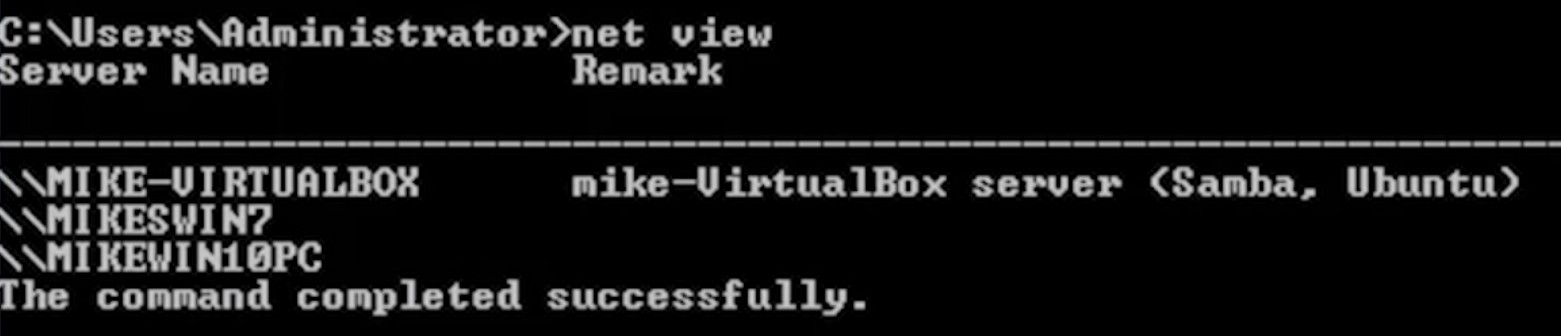 C:\Users\Administrator>net view
Server Name            Remark
-------------------------------------------------------------------------------
\\MIKE-VIRTUALBOX      mike-VirtualBox server (Samba, Ubuntu)
\\MIKESWIN7
\\MIKEWIN10PC
The command completed successfully.